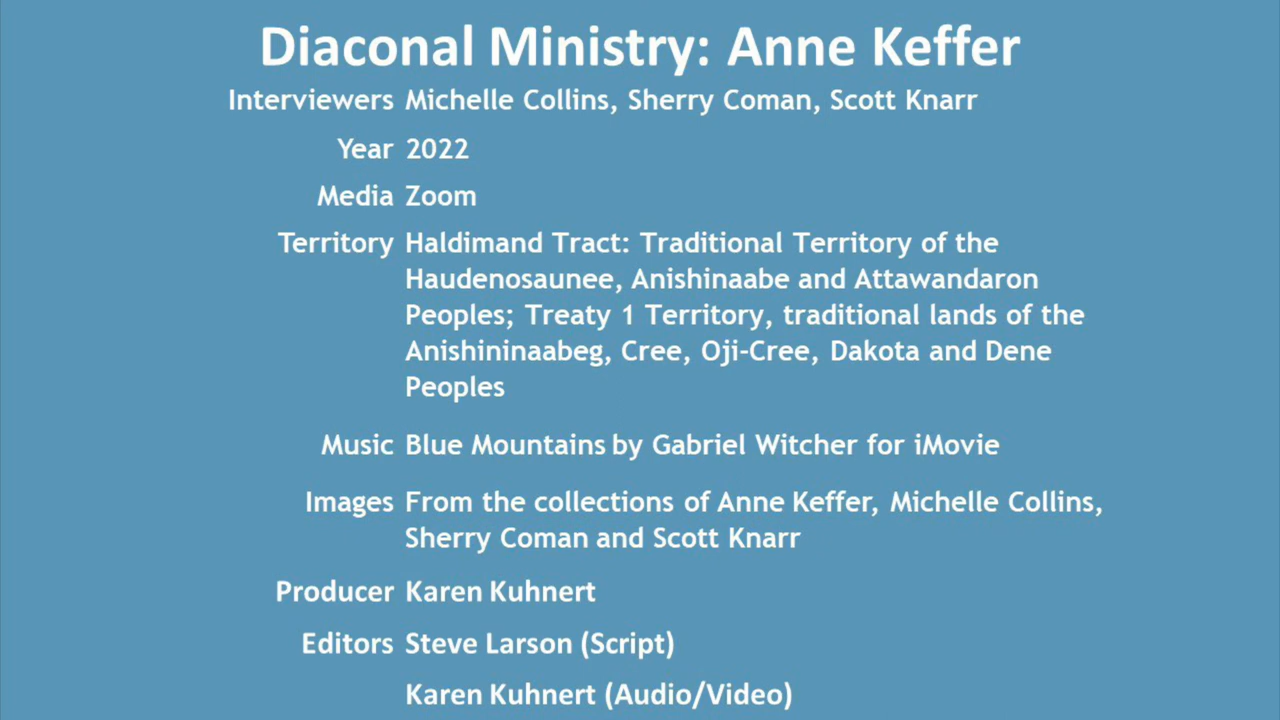 Diaconal Ministry: Anne Keffer
Interviewers Michelle Collins, Sherry Coman, Scott Knarr
Year 2022
Media Zoom
Territory Haldimand Tract: Traditional Territory of the
Haudenosaunee, Anishinaabe and Attawandaron
Peoples; Treaty 1 Territory, traditional lands of the
Anishininaabeg, Cree, Oji-Cree, Dakota and Dene
Peoples
Music Blue Mountains by Gabriel Witcher for iMovie
Images From the collections of Anne Keffer, Michelle Collins,
Sherry Coman and Scott Knarr
Producer Karen Kuhnert
Editors Steve Larson (Script)
Karen Kuhnert (Audio/Video)